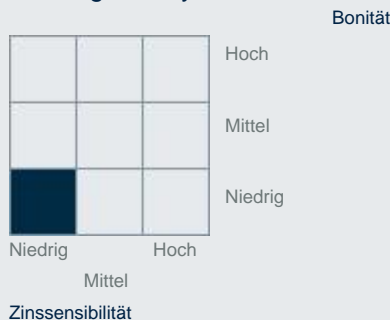 Bonität
Hoch
Mittel
Niedrig
Niedrig Hoch
Mittel
Zinssensibilität